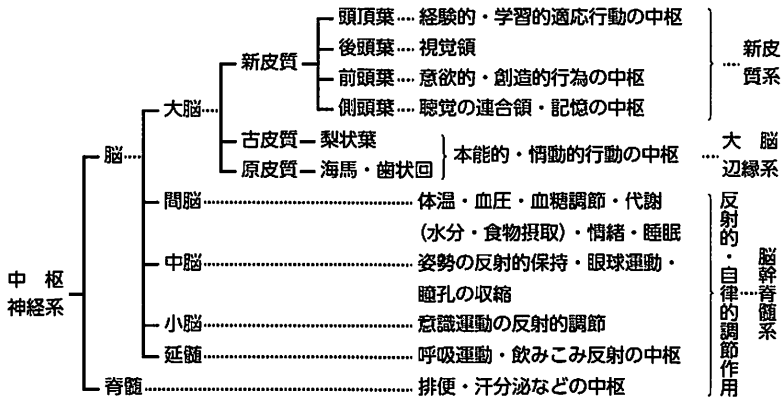 頭頂葉 経験的・学習的適応行動の中枢
後頭葉 視覚領
新皮質
新皮質系
前頭葉 意欲的・創造的行為の中枢
側頭葉 聴覚の連合領・記憶の中枢
大脳
古皮質 梨状葉
本能的・情動的行動の中枢
大脳辺縁系
原皮質 海馬・歯状回
脳
間脳 体温・血圧・血糖調節・代謝
(水分・食物摂取)・情緒・睡眠
中脳 姿勢の反射的保持・眼球運動・
瞳孔の収縮
中枢
神経系
小脳 意識運動の反射的調節
延髄 呼吸運動・飲みこみ反射の中枢
脊髄 排便・汗分泌などの中枢
反射的・自律的調節作用
脳幹脊髄系